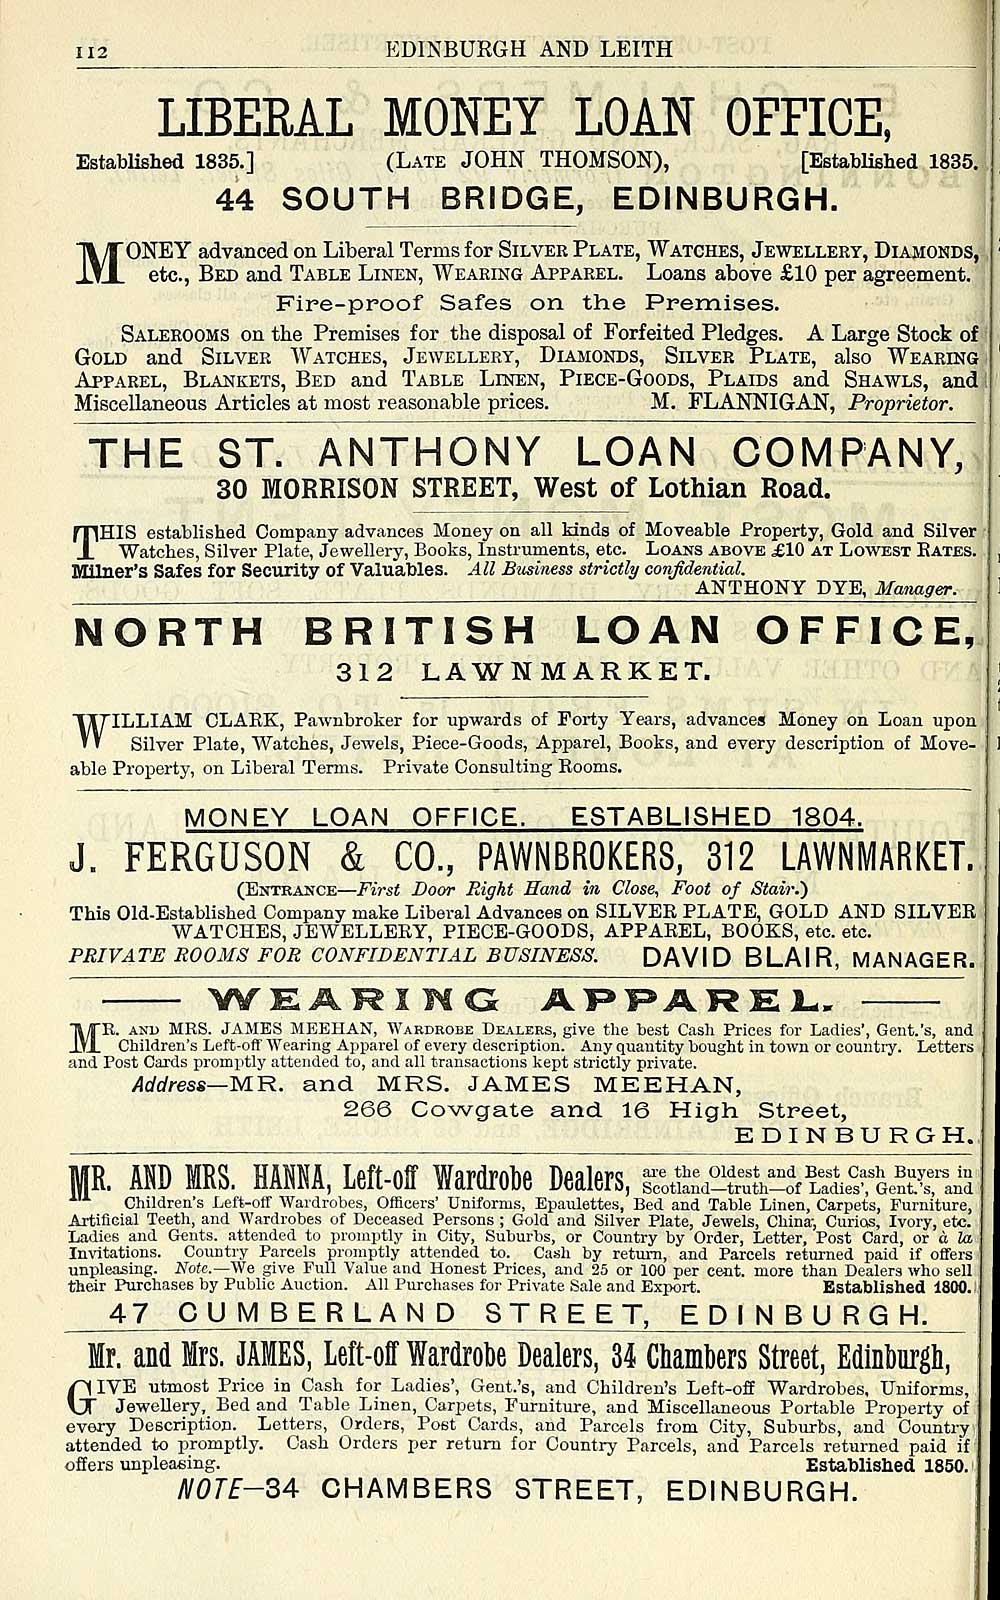 112 EDINBURGH AND LEITH
LIBERAL MONEY LOAN OFFICE,
Established 1835.] (LATE JOHN THOMSON), [Established 1835.
44 SOUTH BRIDGE, EDINBURGH.
MONEY advanced on Liberal Terms for SILVER PLATE, WATCHES, JEWELLERY, DIAMONDS,
etc., BED and TABLE LINEN, WEARING APPAREL. Loans above £10 per agreement.
Fire-proof Safes on the Premises.
SALEROOMS on the Premises for the disposal of Forfeited Pledges. A Large Stock of
GOLD and SILVER WATCHES, JEWELLERY, DIAMONDS, SILVER PLATE, also WEARING
APPAREL, BLANKETS, BED and TABLE LINEN, PIECE-GOODS, PLAIDS and SHAWLS, and
Miscellaneous Articles at most reasonable prices. M. FLANNIGAN, Proprietor.
THE ST. ANTHONY LOAN COMPANY,
30 MORRISON STREET, West of Lothian Road.
THIS established Company advances Money on all kinds of Moveable Property, Gold and Silver
Watches, Silver Plate, Jewellery, Books, Instruments, etc. LOANS ABOVE £10 AT LOWEST RATES.
Milner's Safes for Security of Valuables. All Business strictly confidential.
ANTHONY DYE, Manager.
NORTH BRITISH LOAN OFFICE,
312 LAWNMARKET.
WILLIAM CLARK, Pawnbroker for upwards of Forty Years, advances Money on Loan upon
Silver Plate, Watches, Jewels, Piece-Goods, Apparel, Books, and every description of Move-
able Property, on Liberal Terms. Private Consulting Rooms.
MONEY LOAN OFFICE. ESTABLISHED 1804.
J. FERGUSON & CO., PAWNBROKERS, 312 LAWNMARKET.
(ENTRANCE—First Door Right Hand in Close, Foot of Stair.)
This Old-Established Company make Liberal Advances on SILVER PLATE, GOLD AND SILVER
WATCHES, JEWELLERY, PIECE-GOODS, APPAREL, BOOKS, etc. etc.
PRIVATE ROOMS FOR CONFIDENTIAL BUSINESS. DAVID BLAIR, MANAGER.
WEARING APPAREL.
MR. AND MRS. JAMES MEEHAN, WARDROBE DEALERS, give the best Cash Prices for Ladies', Gent.'s, and
Children's Left-off Wearing Apparel of every description. Any quantity bought in town or country. Letters
and Post Cards promptly attended to, and all transactions kept strictly private.
Address—MR. and MRS. JAMES MEEHAN,
266 Cowgate and 16 High Street,
EDINBURGH.
MR. AND MRS. HANNA, Left-off Wardrobe Dealers, are the Oldest and Best Cash Buyers in
Scotland—truth—of Ladies', Gent.'s, and
Children's Left-off Wardrobes, Officers' Uniforms, Epaulettes, Bed and Table Linen, Carpets, Furniture,
Artificial Teeth, and Wardrobes of Deceased Persons; Gold and Silver Plate, Jewels, China, Curios, Ivory, etc.
Ladies and Gents. attended to promptly in City, Suburbs, or Country by Order, Letter, Post Card, or à la
Invitations. Country Parcels promptly attended to. Cash by return, and Parcels returned paid if offers
unpleasing. Note.—We give Full Value and Honest Prices, and 25 or 100 per cent. more than Dealers who sell
their Purchases by Public Auction. All Purchases for Private Sale and Export. Established 1800.
47 CUMBERLAND STREET, EDINBURGH.
Mr. and Mrs. JAMES, Left-off Wardrobe Dealers, 34 Chambers Street, Edinburgh,
GIVE utmost Price in Cash for Ladies', Gent.'s, and Children's Left-off Wardrobes, Uniforms,
Jewellery, Bed and Table Linen, Carpets, Furniture, and Miscellaneous Portable Property of
every Description. Letters, Orders, Post Cards, and Parcels from City, Suburbs, and Country
attended to promptly. Cash Orders per return for Country Parcels, and Parcels returned paid if
offers unpleasing. Established 1850.
NOTE—34 CHAMBERS STREET, EDINBURGH.